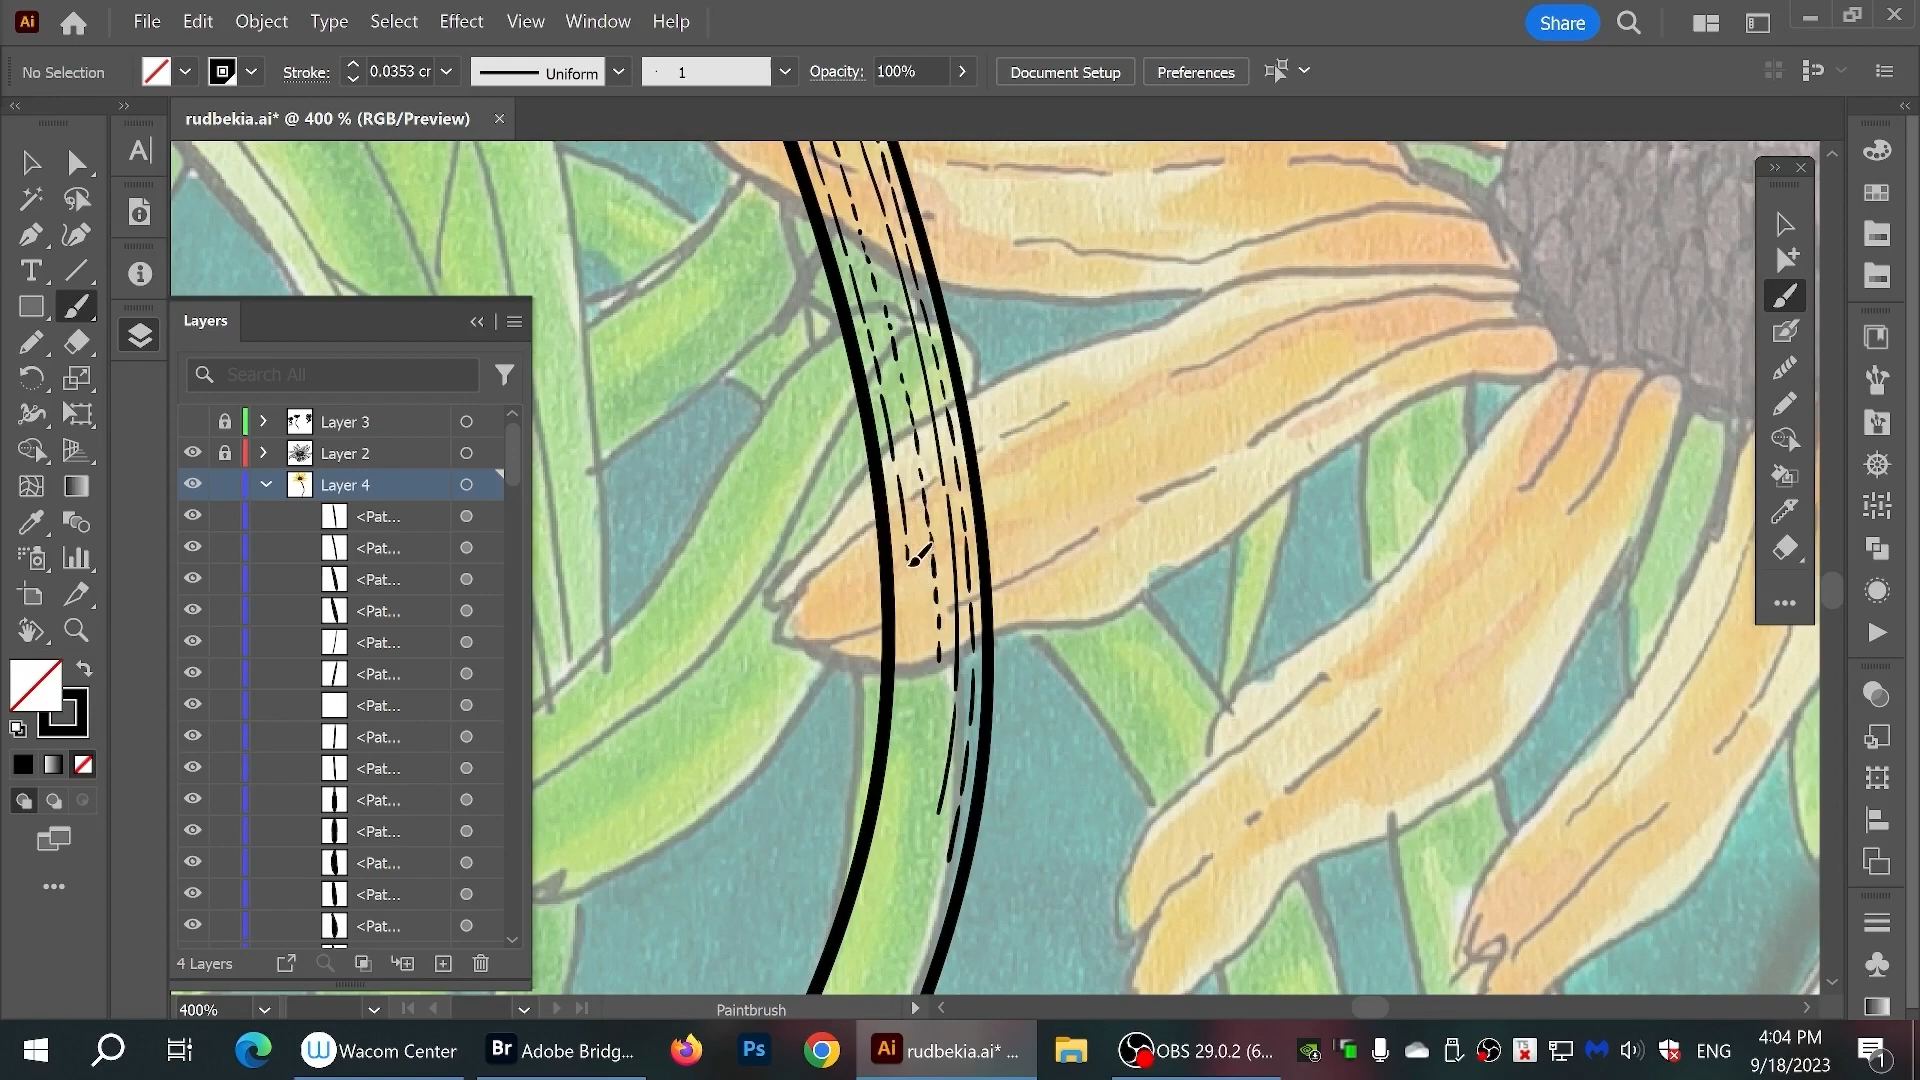 Ai File Edit Object Type Select Effect View Window Help Share
No Selection Stroke: 0.0353 cr Uniform 1 Opacity: 100% Document Setup Preferences
rudbekia.ai* @ 400 % (RGB/Preview)
Layers
Search All
Layer 3
Layer 2
Layer 4
<Pat...
<Pat...
<Pat...
<Pat...
<Pat...
<Pat...
<Pat...
<Pat...
<Pat...
<Pat...
<Pat...
<Pat...
<Pat...
<Pat...
4 Layers
400% Paintbrush
Wacom Center Br Adobe Bridg... Ps Ai rudbekia.ai* ... OBS 29.0.2 (6... ENG 4:04 PM
9/18/2023